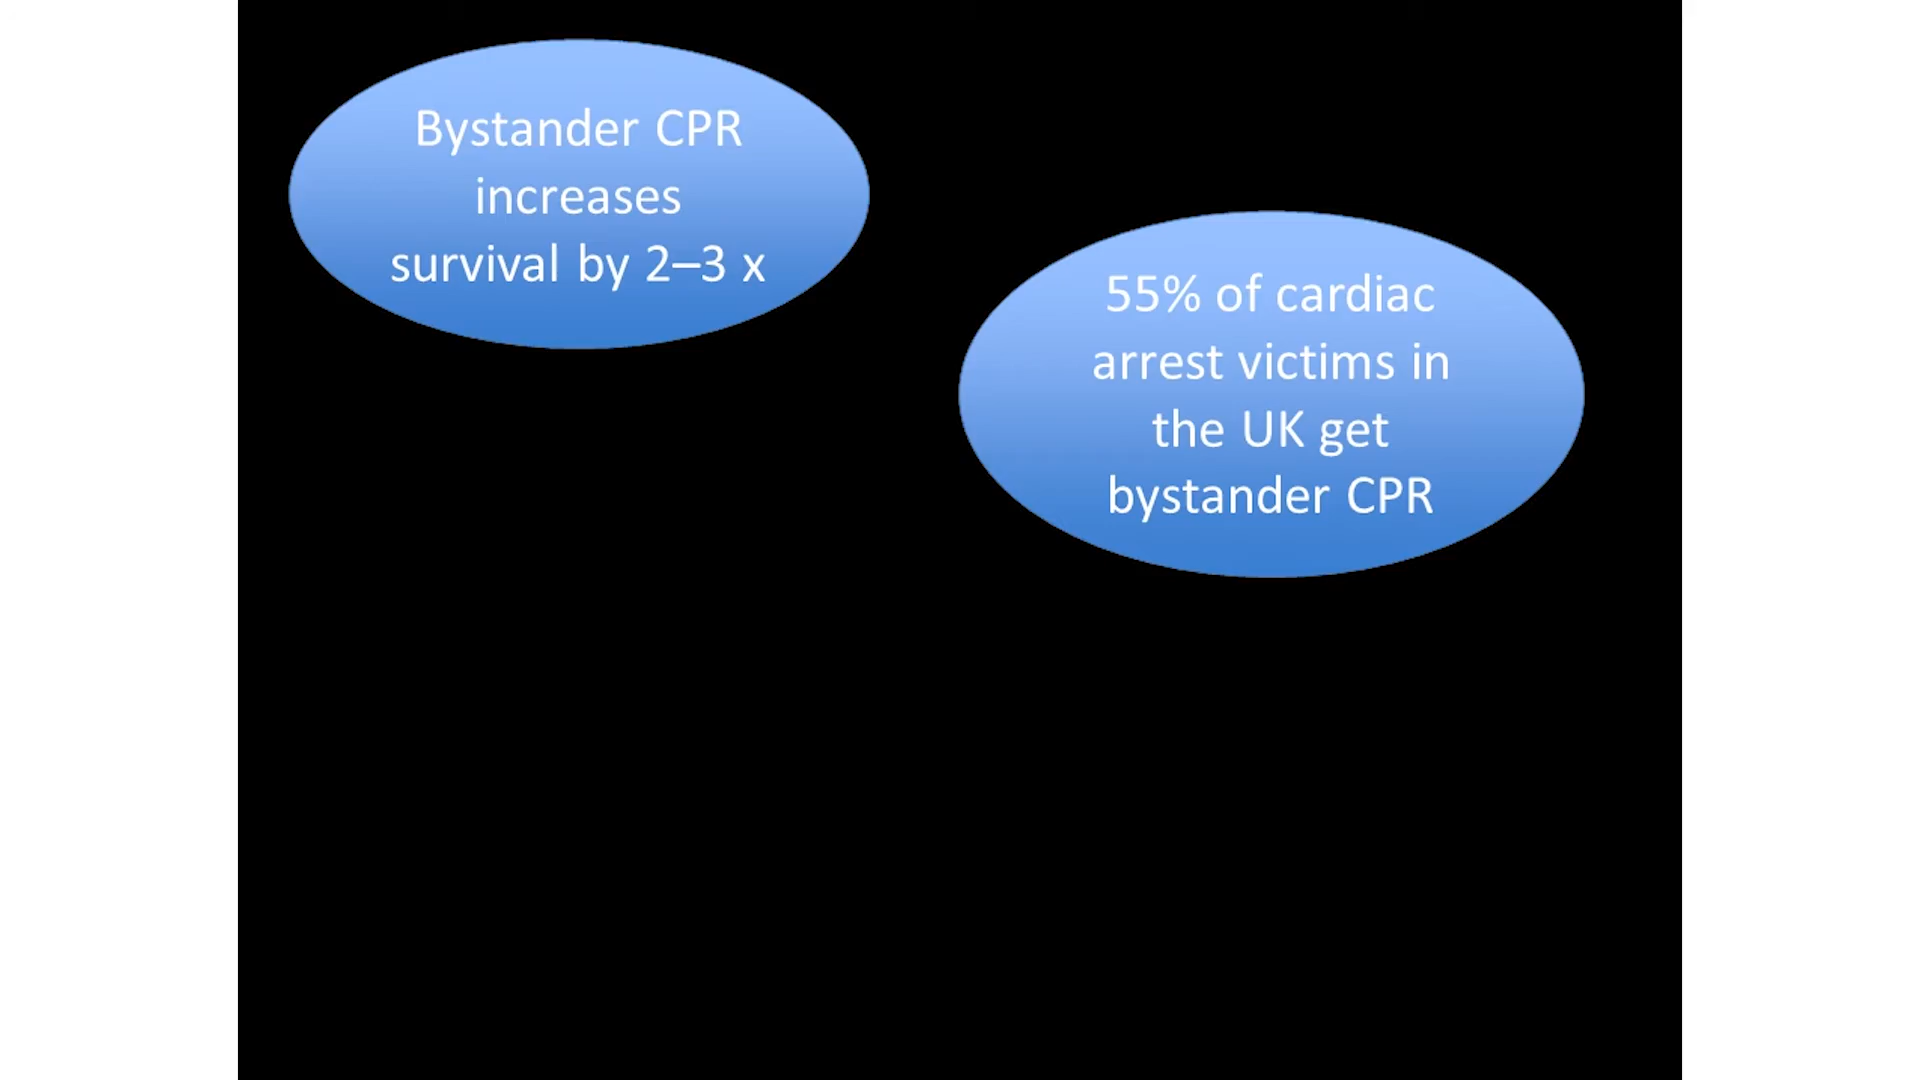 Bystander CPR
increases
survival by 2–3 x
55% of cardiac
arrest victims in
the UK get
bystander CPR